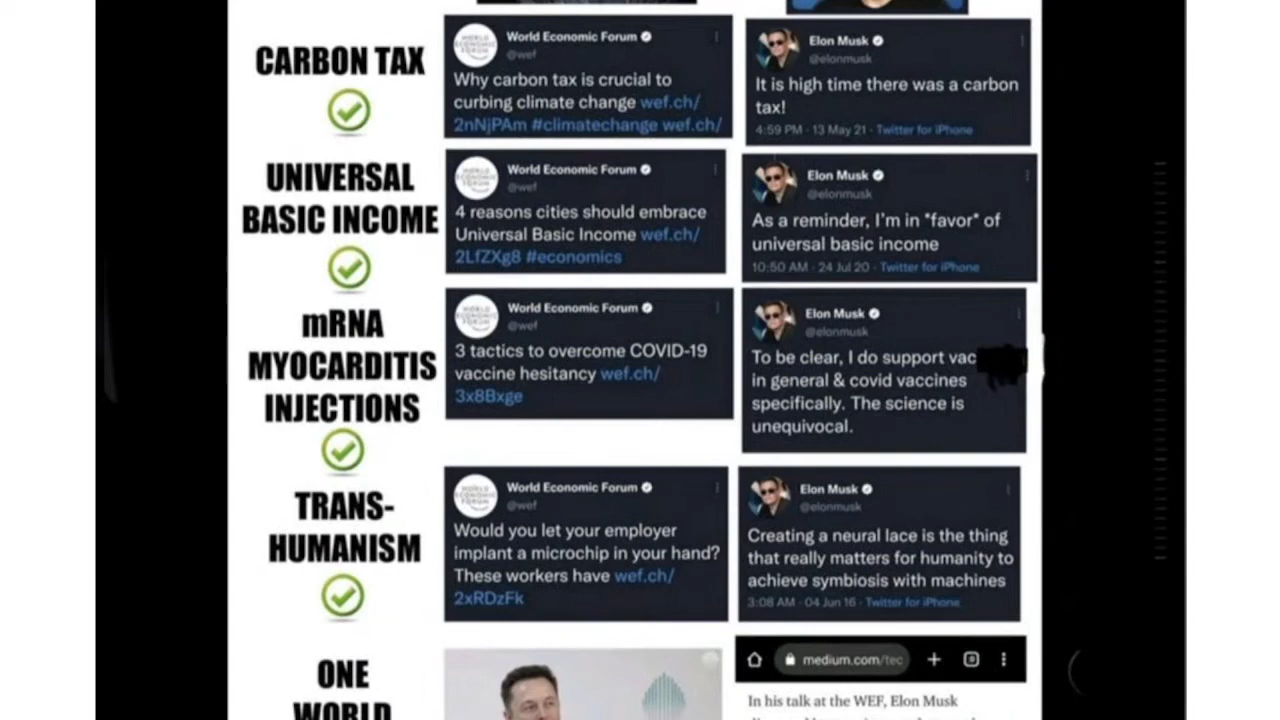 CARBON TAX
World Economic Forum
@wef
Why carbon tax is crucial to
curbing climate change wef.ch/
2nNjPAm #climatechange wef.ch/
Elon Musk
@elonmusk
It is high time there was a carbon
tax!
4:59 PM · 13 May 21 · Twitter for iPhone
UNIVERSAL
BASIC INCOME
World Economic Forum
@wef
4 reasons cities should embrace
Universal Basic Income wef.ch/
2LfZXg8 #economics
Elon Musk
@elonmusk
As a reminder, I'm in *favor* of
universal basic income
10:50 AM · 24 Jul 20 · Twitter for iPhone
mRNA
MYOCARDITIS
INJECTIONS
World Economic Forum
@wef
3 tactics to overcome COVID-19
vaccine hesitancy wef.ch/
3x8Bxge
Elon Musk
@elonmusk
To be clear, I do support vac
in general & covid vaccines
specifically. The science is
unequivocal.
TRANS-
HUMANISM
World Economic Forum
@wef
Would you let your employer
implant a microchip in your hand?
These workers have wef.ch/
2xRDzFk
Elon Musk
@elonmusk
Creating a neural lace is the thing
that really matters for humanity to
achieve symbiosis with machines
3:08 AM · 04 Jun 16 · Twitter for iPhone
ONE
WORLD
medium.com/tec
In his talk at the WEF, Elon Musk